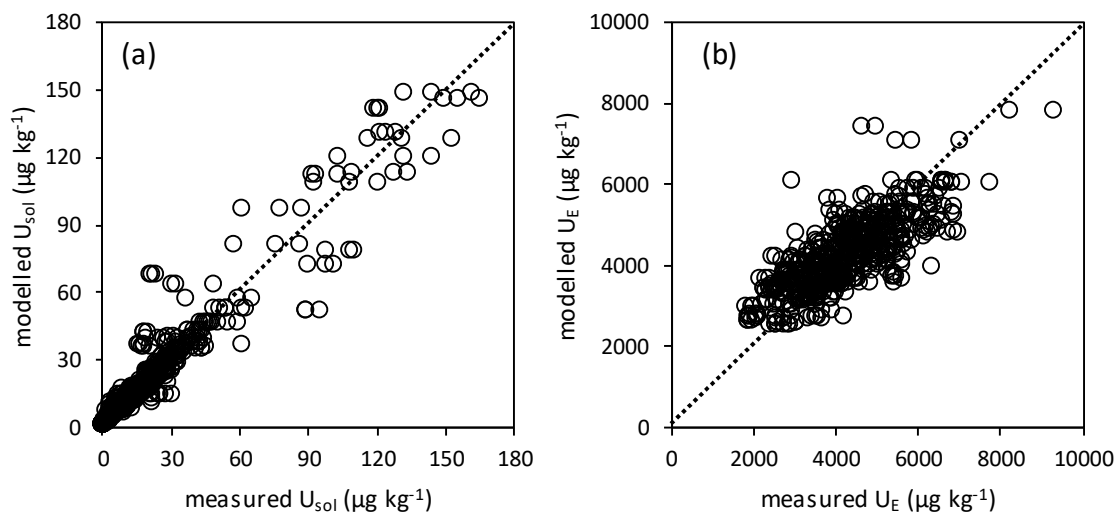 (a)
180
150
120
90
60
30
0
0 30 60 90 120 150 180
modelled U_sol (µg kg⁻¹)
measured U_sol (µg kg⁻¹)
(b)
10000
8000
6000
4000
2000
0
0 2000 4000 6000 8000 10000
modelled U_E (µg kg⁻¹)
measured U_E (µg kg⁻¹)